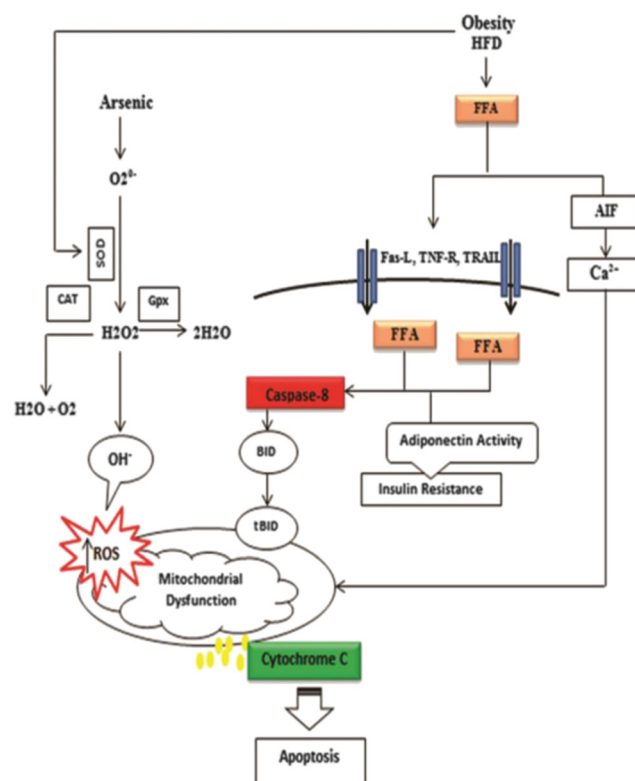 Obesity
HFD
Arsenic
FFA
O2⁰⁻
AIF
SOD
Fas-L, TNF-R, TRAIL
Ca²⁻
CAT
Gpx
H2O2
2H2O
FFA
FFA
Caspase-8
H2O + O2
Adiponectin Activity
BID
OH⁻
Insulin Resistance
tBID
ROS
Mitochondrial
Dysfunction
Cytochrome C
Apoptosis